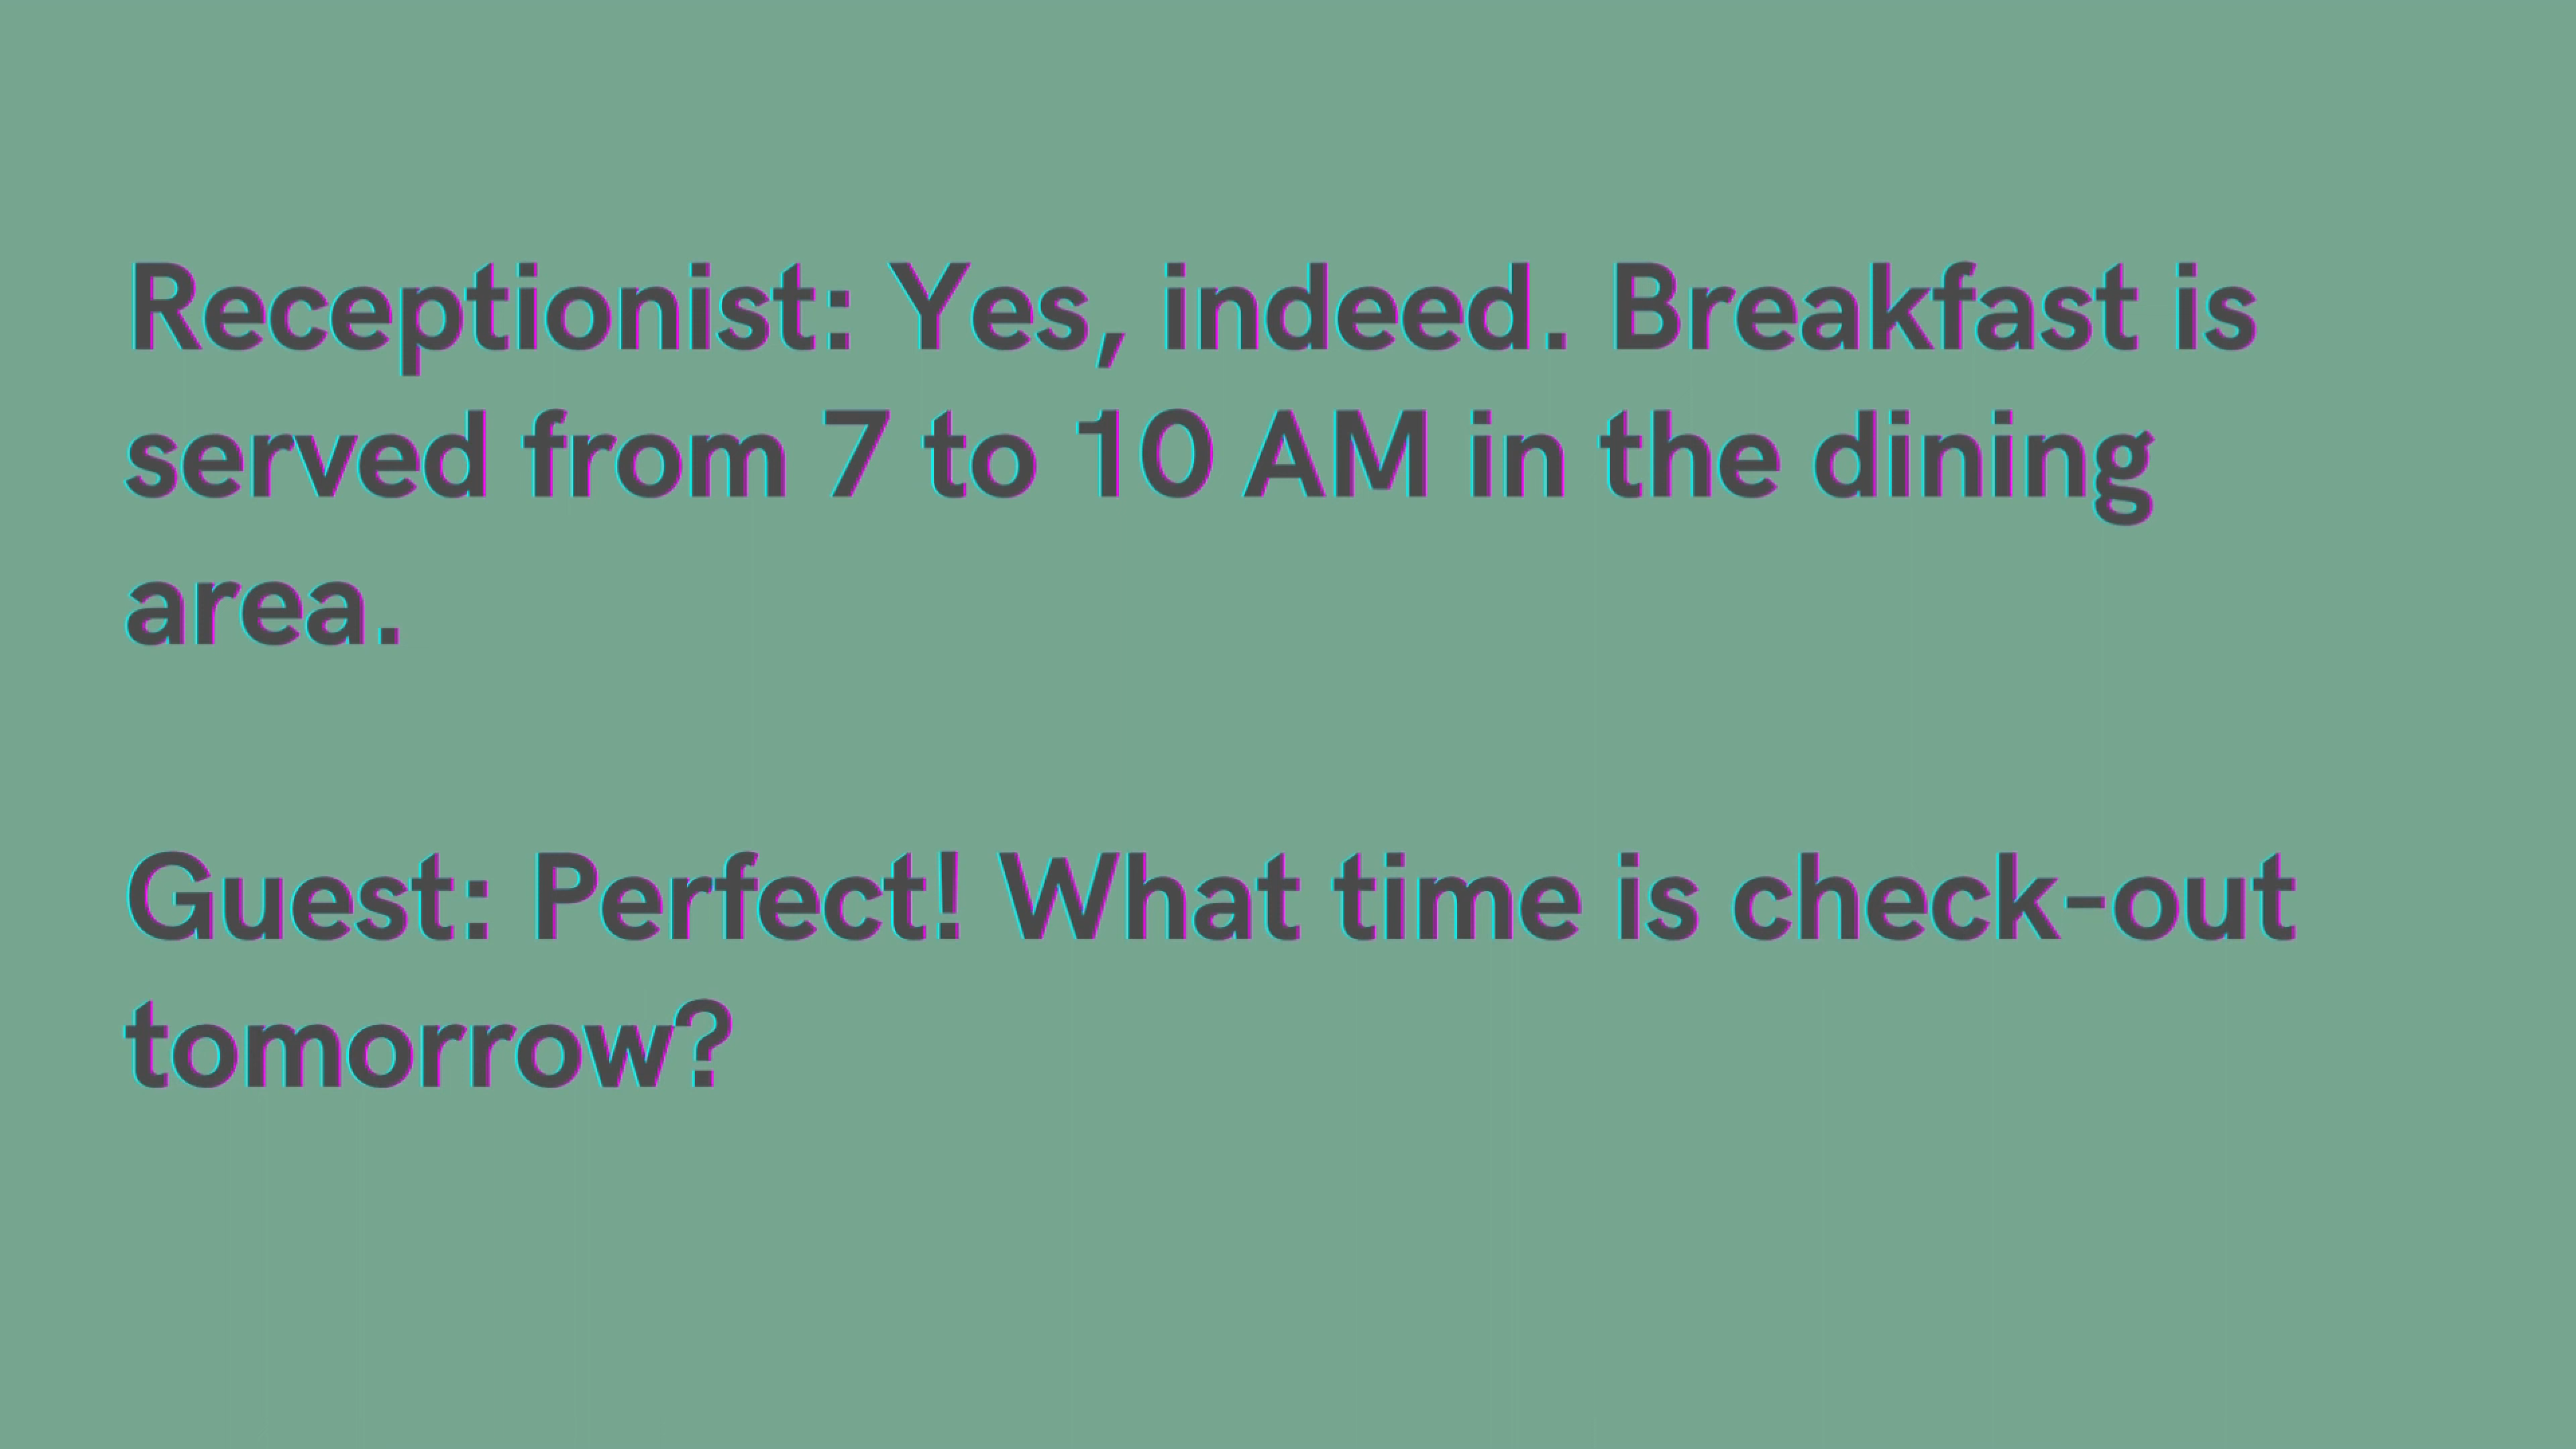 Receptionist: Yes, indeed. Breakfast is
served from 7 to 10 AM in the dining
area.
Guest: Perfect! What time is check-out
tomorrow?